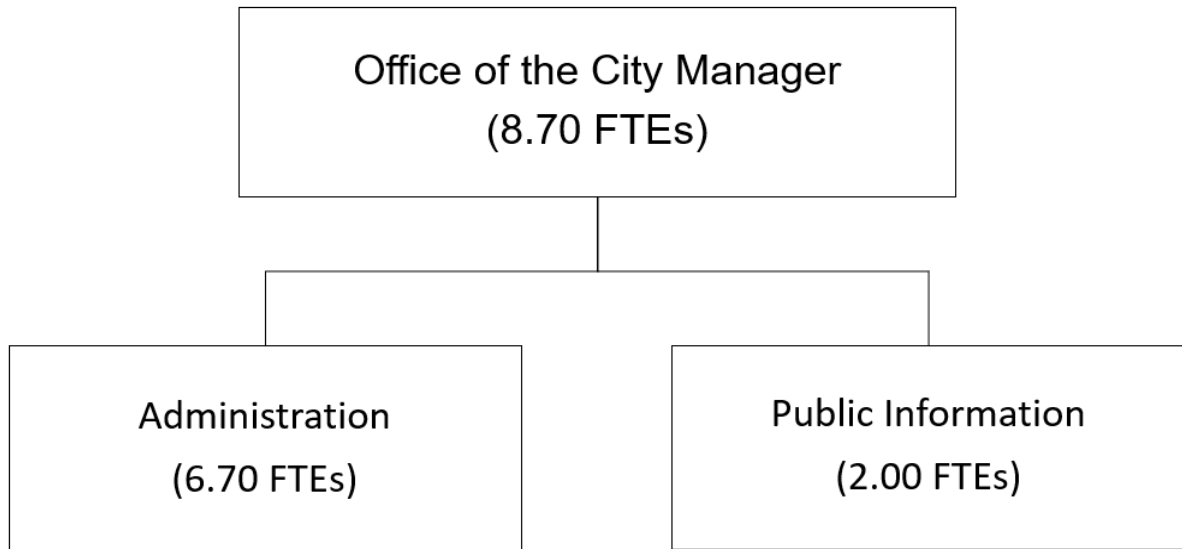 Office of the City Manager
(8.70 FTEs)
Administration
(6.70 FTEs)
Public Information
(2.00 FTEs)